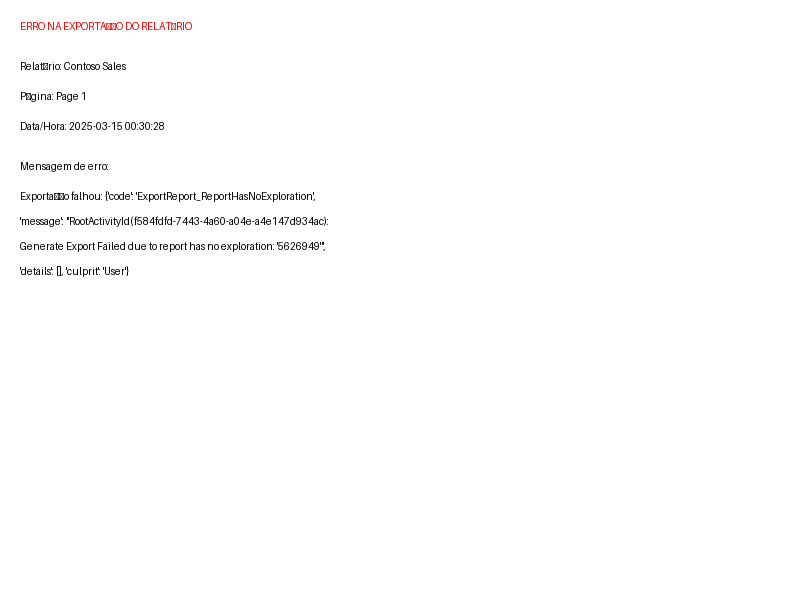 ERRO NA EXPORTA▯▯O DO RELAT▯RIO
Relat▯rio: Contoso Sales
P▯gina: Page 1
Data/Hora: 2025-03-15 00:30:28
Mensagem de erro:
Exporta▯▯o falhou: {'code': 'ExportReport_ReportHasNoExploration',
'message': "RootActivityId(f584fdfd-7443-4a60-a04e-a4e147d934ac):
Generate Export Failed due to report has no exploration: '5626949'",
'details': [], 'culprit': 'User'}